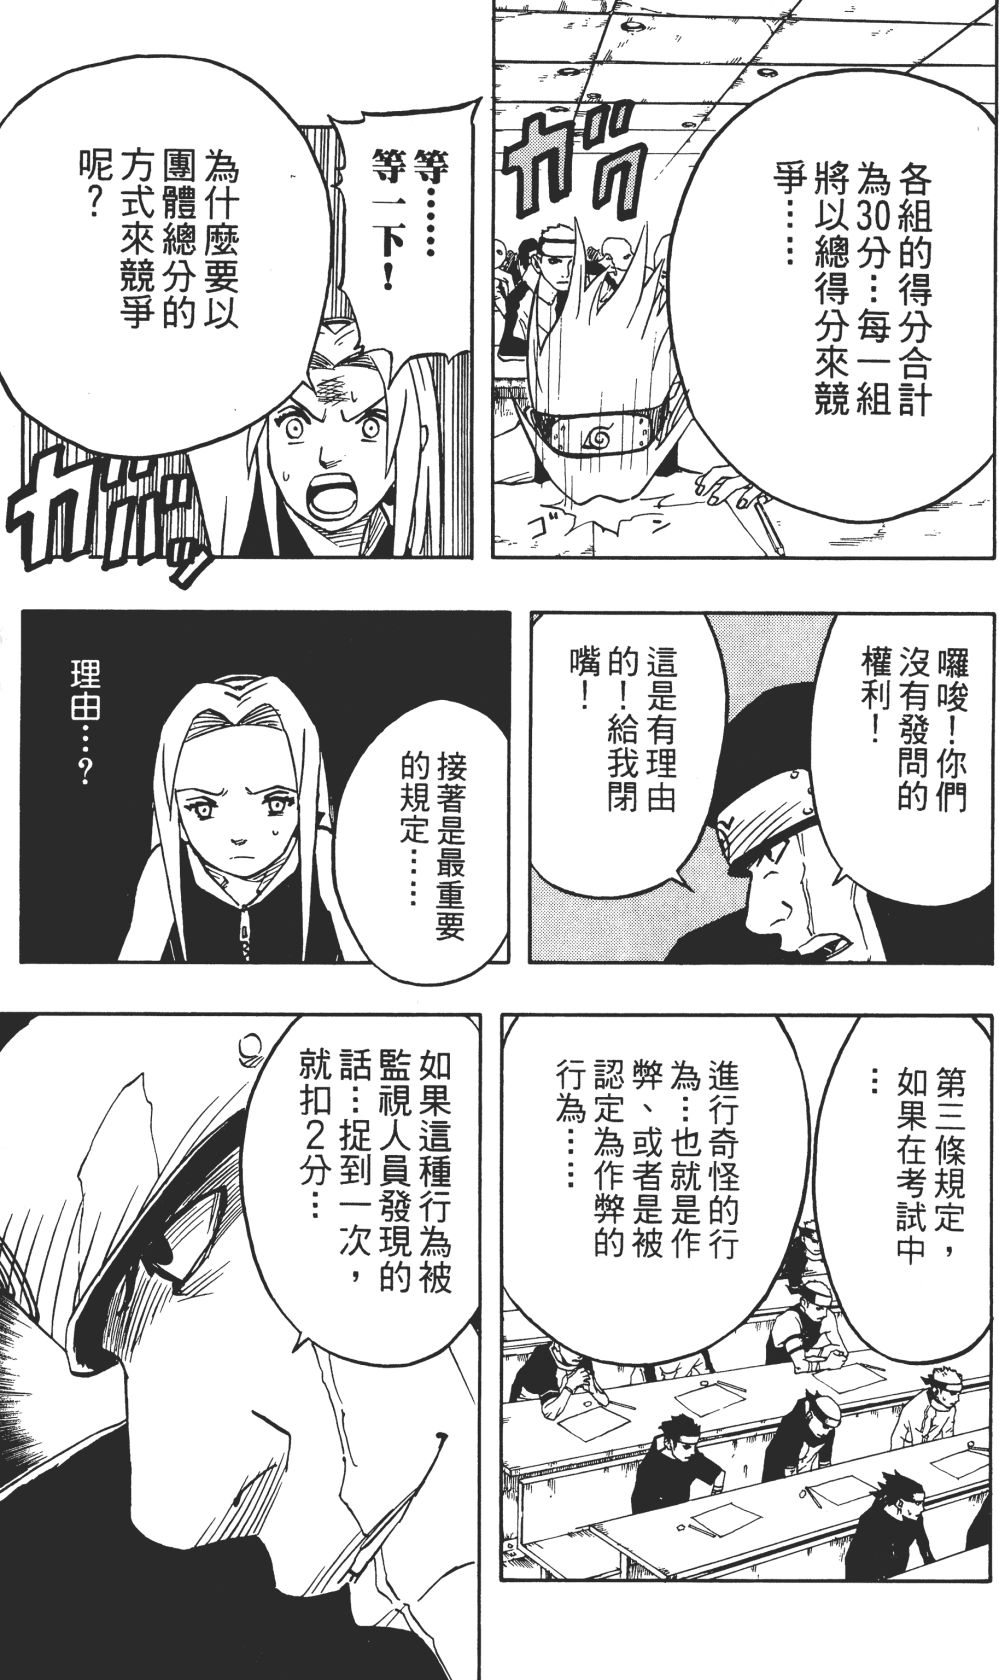 各組的得分合計
為30分…每一組
將以總得分來競
爭……
ガク
ゴン
等……
等一下！
為什麼要以
團體總分的
方式來競爭
呢？
ガバッ
囉唆！你們
沒有發問的
權利！
這是有理由
的！給我閉
嘴！
接著是最重要
的規定……
理由…？
第三條規定，
如果在考試中
…
進行奇怪的行
為…也就是作
弊、或者是被
認定為作弊的
行為……
如果這種行為被
監視人員發現的
話…捉到一次，
就扣2分…